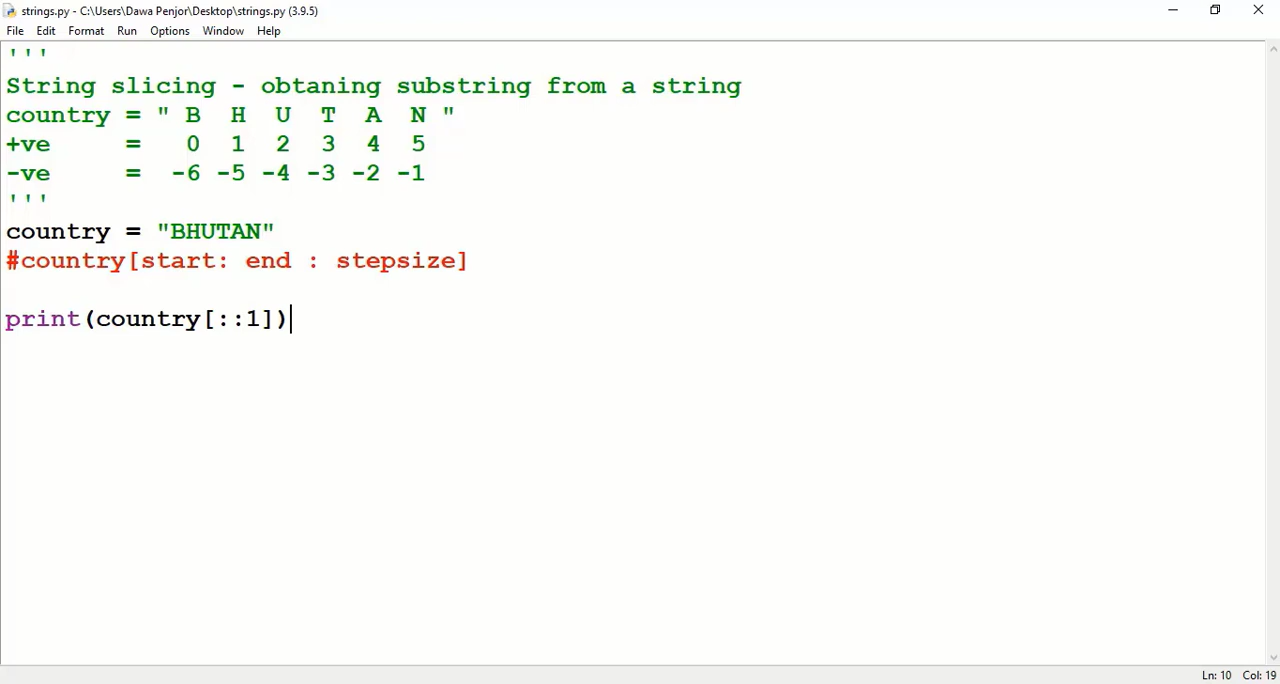 strings.py - C:\Users\Dawa Penjor\Desktop\strings.py (3.9.5)
File Edit Format Run Options Window Help
'''
String slicing - obtaning substring from a string
country = " B H U T A N "
+ve = 0 1 2 3 4 5
-ve = -6 -5 -4 -3 -2 -1
'''
country = "BHUTAN"
#country[start: end : stepsize]
print(country[::1])
Ln: 10 Col: 19